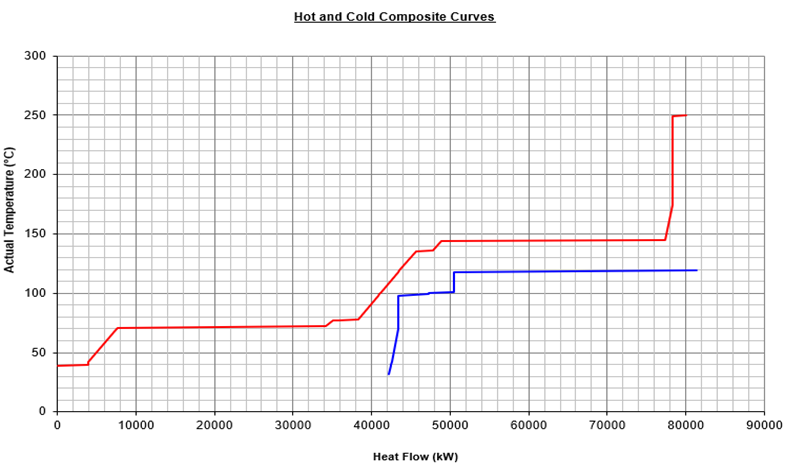 Hot and Cold Composite Curves
300
250
200
150
100
50
0
Actual Temperature (°C)
0 10000 20000 30000 40000 50000 60000 70000 80000 90000
Heat Flow (kW)